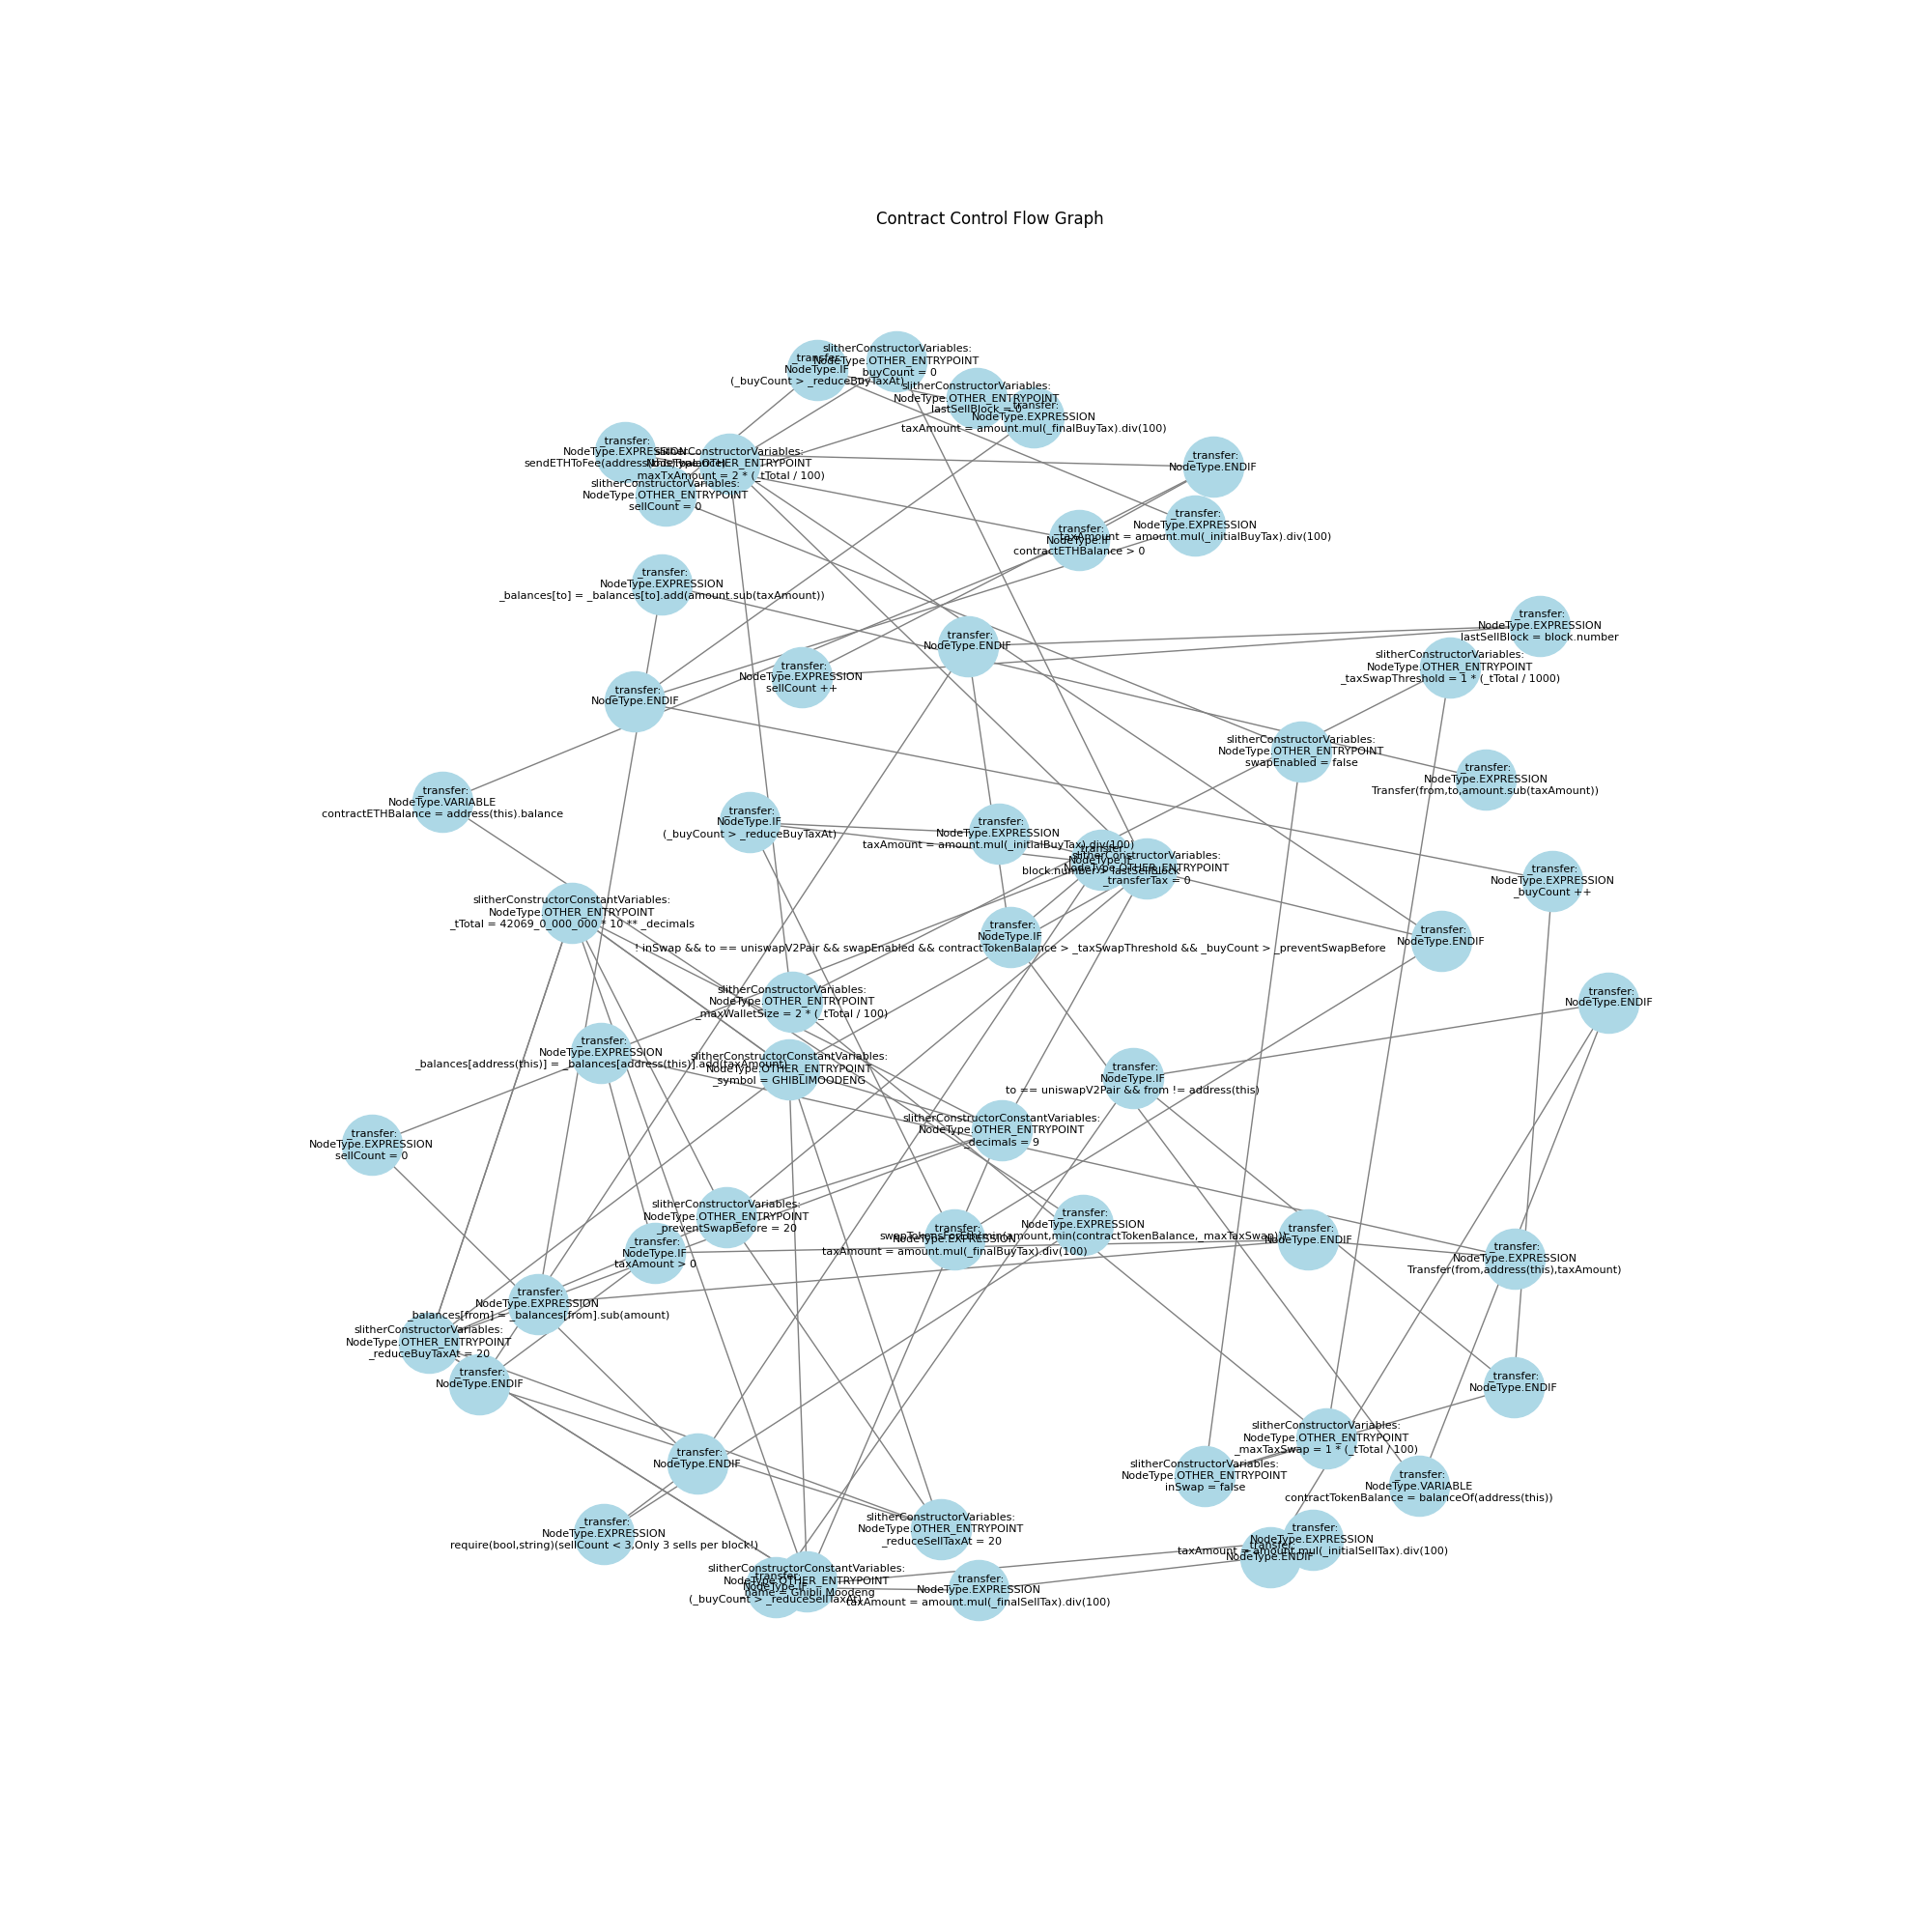 Contract Control Flow Graph
slitherConstructorVariables:
NodeType.OTHER_ENTRYPOINT
_buyCount = 0
_transfer:
NodeType.IF
(_buyCount > _reduceBuyTaxAt)
slitherConstructorVariables:
NodeType.OTHER_ENTRYPOINT
lastSellBlock = 0
_transfer:
NodeType.EXPRESSION
taxAmount = amount.mul(_finalBuyTax).div(100)
_transfer:
NodeType.EXPRESSION
sendETHToFee(address(this).balance)
slitherConstructorVariables:
NodeType.OTHER_ENTRYPOINT
_maxTxAmount = 2 * (_tTotal / 100)
_transfer:
NodeType.ENDIF
slitherConstructorVariables:
NodeType.OTHER_ENTRYPOINT
sellCount = 0
_transfer:
NodeType.EXPRESSION
taxAmount = amount.mul(_initialBuyTax).div(100)
_transfer:
NodeType.IF
contractETHBalance > 0
_transfer:
NodeType.EXPRESSION
_balances[to] = _balances[to].add(amount.sub(taxAmount))
_transfer:
NodeType.EXPRESSION
lastSellBlock = block.number
_transfer:
NodeType.ENDIF
slitherConstructorVariables:
NodeType.OTHER_ENTRYPOINT
_taxSwapThreshold = 1 * (_tTotal / 1000)
_transfer:
NodeType.EXPRESSION
sellCount ++
_transfer:
NodeType.ENDIF
slitherConstructorVariables:
NodeType.OTHER_ENTRYPOINT
swapEnabled = false
_transfer:
NodeType.EXPRESSION
Transfer(from,to,amount.sub(taxAmount))
_transfer:
NodeType.VARIABLE
contractETHBalance = address(this).balance
_transfer:
NodeType.IF
(_buyCount > _reduceBuyTaxAt)
_transfer:
NodeType.EXPRESSION
taxAmount = amount.mul(_initialBuyTax).div(100)
_transfer:
NodeType.IF
block.number > lastSellBlock
slitherConstructorVariables:
NodeType.OTHER_ENTRYPOINT
_transferTax = 0
_transfer:
NodeType.EXPRESSION
_buyCount ++
slitherConstructorConstantVariables:
NodeType.OTHER_ENTRYPOINT
_tTotal = 42069_0_000_000 * 10 ** _decimals
_transfer:
NodeType.IF
! inSwap && to == uniswapV2Pair && swapEnabled && contractTokenBalance > _taxSwapThreshold && _buyCount > _preventSwapBefore
_transfer:
NodeType.ENDIF
slitherConstructorVariables:
NodeType.OTHER_ENTRYPOINT
_maxWalletSize = 2 * (_tTotal / 100)
_transfer:
NodeType.ENDIF
_transfer:
NodeType.EXPRESSION
_balances[address(this)] = _balances[address(this)].add(taxAmount)
slitherConstructorConstantVariables:
NodeType.OTHER_ENTRYPOINT
_symbol = GHIBLIMOODENG
_transfer:
NodeType.IF
to == uniswapV2Pair && from != address(this)
slitherConstructorConstantVariables:
NodeType.OTHER_ENTRYPOINT
_decimals = 9
_transfer:
NodeType.EXPRESSION
sellCount = 0
slitherConstructorVariables:
NodeType.OTHER_ENTRYPOINT
_preventSwapBefore = 20
_transfer:
NodeType.EXPRESSION
swapTokensForEth(min(amount,min(contractTokenBalance,_maxTaxSwap)))
_transfer:
NodeType.EXPRESSION
taxAmount = amount.mul(_finalBuyTax).div(100)
_transfer:
NodeType.ENDIF
_transfer:
NodeType.IF
taxAmount > 0
_transfer:
NodeType.EXPRESSION
Transfer(from,address(this),taxAmount)
_transfer:
NodeType.EXPRESSION
_balances[from] = _balances[from].sub(amount)
slitherConstructorVariables:
NodeType.OTHER_ENTRYPOINT
_reduceBuyTaxAt = 20
_transfer:
NodeType.ENDIF
_transfer:
NodeType.ENDIF
slitherConstructorVariables:
NodeType.OTHER_ENTRYPOINT
_maxTaxSwap = 1 * (_tTotal / 100)
_transfer:
NodeType.ENDIF
slitherConstructorVariables:
NodeType.OTHER_ENTRYPOINT
inSwap = false
_transfer:
NodeType.VARIABLE
contractTokenBalance = balanceOf(address(this))
_transfer:
NodeType.EXPRESSION
require(bool,string)(sellCount < 3,Only 3 sells per block!)
slitherConstructorVariables:
NodeType.OTHER_ENTRYPOINT
_reduceSellTaxAt = 20
_transfer:
NodeType.EXPRESSION
taxAmount = amount.mul(_initialSellTax).div(100)
_transfer:
NodeType.ENDIF
slitherConstructorConstantVariables:
NodeType.OTHER_ENTRYPOINT
_name = Ghibli Moodeng
_transfer:
NodeType.IF
(_buyCount > _reduceSellTaxAt)
_transfer:
NodeType.EXPRESSION
taxAmount = amount.mul(_finalSellTax).div(100)